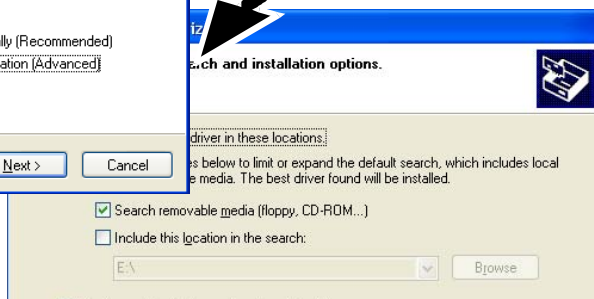 ally (Recommended)
ation (Advanced)
Next >
Cancel
iz
rch and installation options.
driver in these locations.
es below to limit or expand the default search, which includes local
e media. The best driver found will be installed.
Search removable media (floppy, CD-ROM...)
Include this location in the search:
E:\
Browse